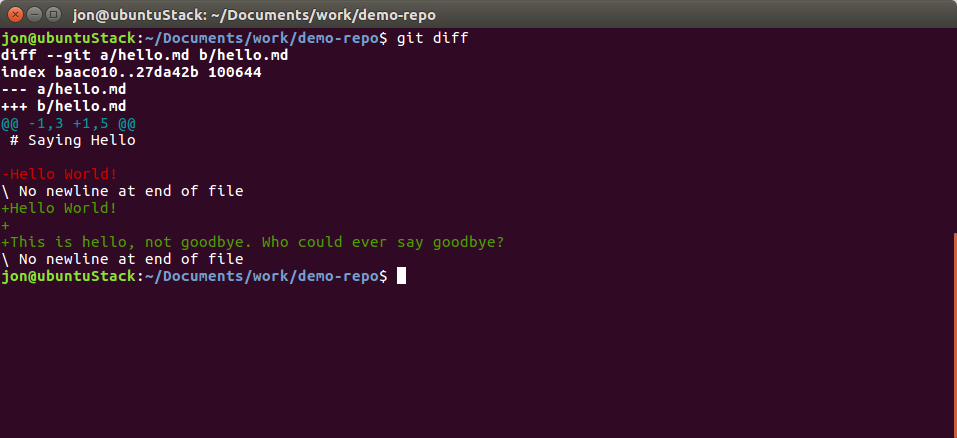 jon@ubuntuStack: ~/Documents/work/demo-repo
jon@ubuntuStack:~/Documents/work/demo-repo$ git diff
diff --git a/hello.md b/hello.md
index baac010..27da42b 100644
--- a/hello.md
+++ b/hello.md
@@ -1,3 +1,5 @@
 # Saying Hello
-Hello World!
\ No newline at end of file
+Hello World!
+
+This is hello, not goodbye. Who could ever say goodbye?
\ No newline at end of file
jon@ubuntuStack:~/Documents/work/demo-repo$